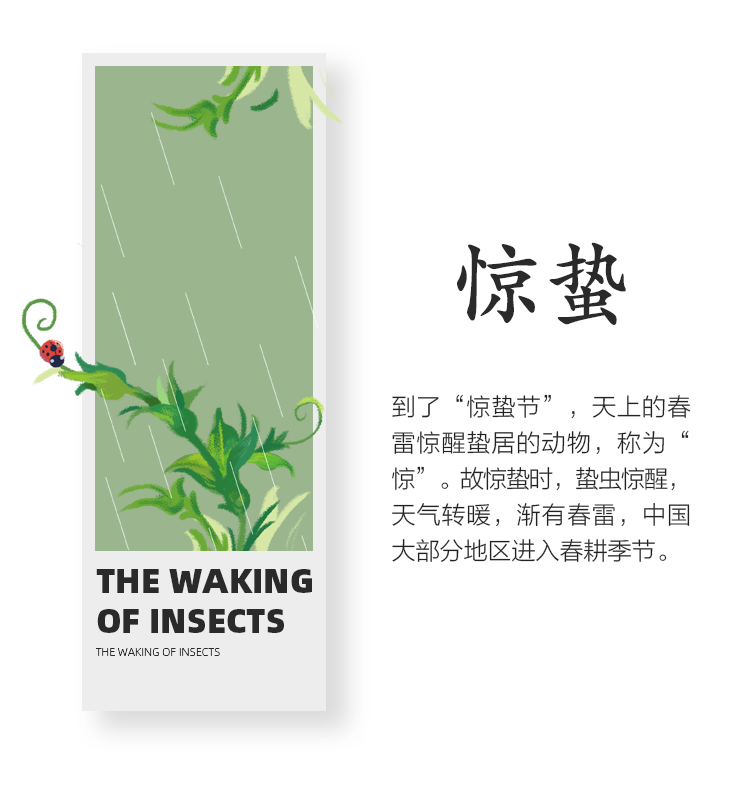 惊蛰
到了“惊蛰节”，天上的春
雷惊醒蛰居的动物，称为“
惊”。故惊蛰时，蛰虫惊醒，
天气转暖，渐有春雷，中国
大部分地区进入春耕季节。
THE WAKING
OF INSECTS
THE WAKING OF INSECTS